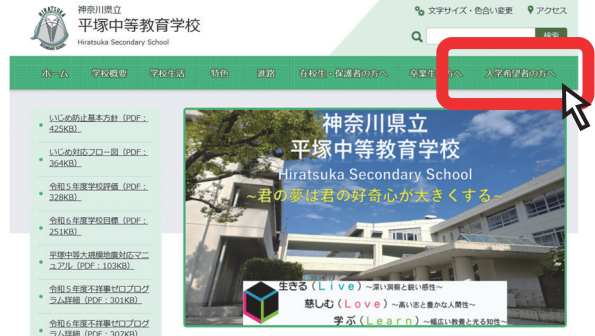 神奈川県立
平塚中等教育学校
Hiratsuka Secondary School
文字サイズ・色合い変更 アクセス
検索
ホーム 学校概要 学校生活 特色 進路 在校生・保護者の方へ 卒業生の方へ 入学希望者の方へ
いじめ防止基本方針（PDF：
425KB）
いじめ対応フロー図（PDF：
364KB）
令和５年度学校評価（PDF：
328KB）
令和６年度学校目標（PDF：
251KB）
平塚中等大規模地震対応マニ
ュアル（PDF：103KB）
令和５年度不祥事ゼロプログ
ラム詳細（PDF：301KB）
令和６年度不祥事ゼロプログ
ラム詳細（PDF：307KB）
神奈川県立
平塚中等教育学校
Hiratsuka Secondary School
~君の夢は君の好奇心が大きくする~
生きる（Live）~深い洞察と鋭い感性~
慈しむ（Love）~高い志と豊かな人間性~
学ぶ（Learn）~幅広い教養と光る知性~